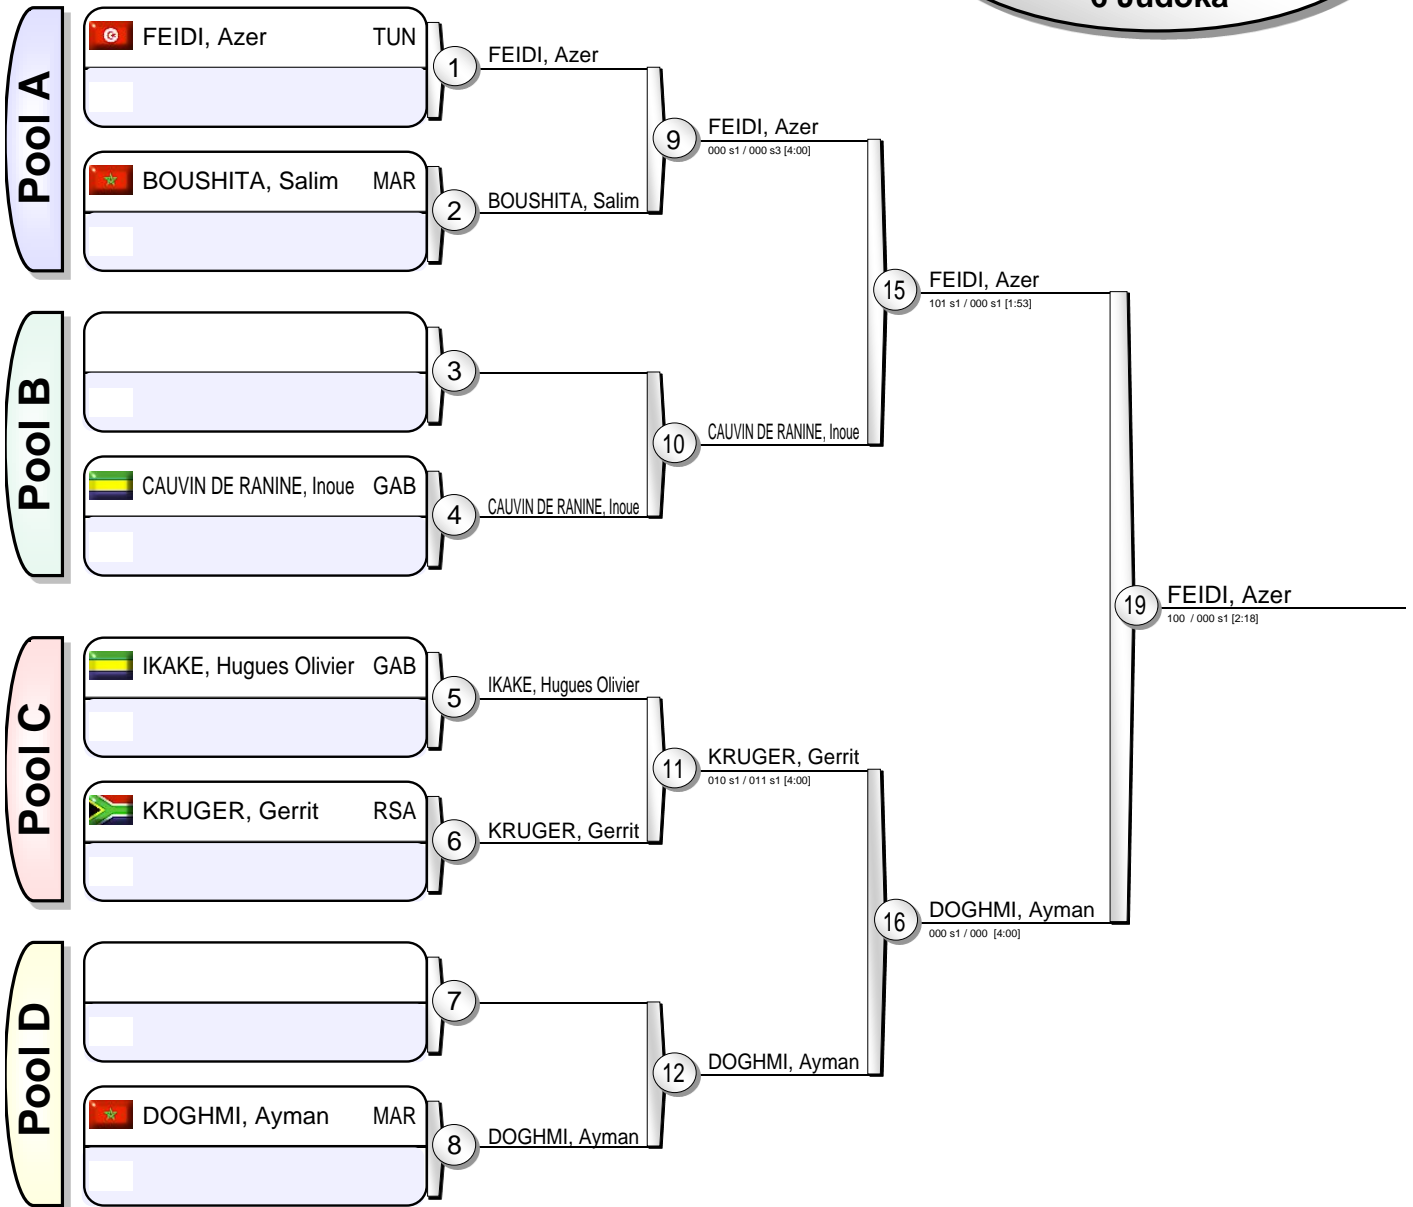 6 Judoka
Pool A
FEIDI, Azer TUN
1
FEIDI, Azer
BOUSHITA, Salim MAR
2
BOUSHITA, Salim
9
FEIDI, Azer
000 s1 / 000 s3 [4:00]
Pool B
3
CAUVIN DE RANINE, Inoue GAB
4
CAUVIN DE RANINE, Inoue
10
CAUVIN DE RANINE, Inoue
15
FEIDI, Azer
101 s1 / 000 s1 [1:53]
Pool C
IKAKE, Hugues Olivier GAB
5
IKAKE, Hugues Olivier
KRUGER, Gerrit RSA
6
KRUGER, Gerrit
11
KRUGER, Gerrit
010 s1 / 011 s1 [4:00]
Pool D
7
DOGHMI, Ayman MAR
8
DOGHMI, Ayman
12
DOGHMI, Ayman
16
DOGHMI, Ayman
000 s1 / 000 [4:00]
19
FEIDI, Azer
100 / 000 s1 [2:18]